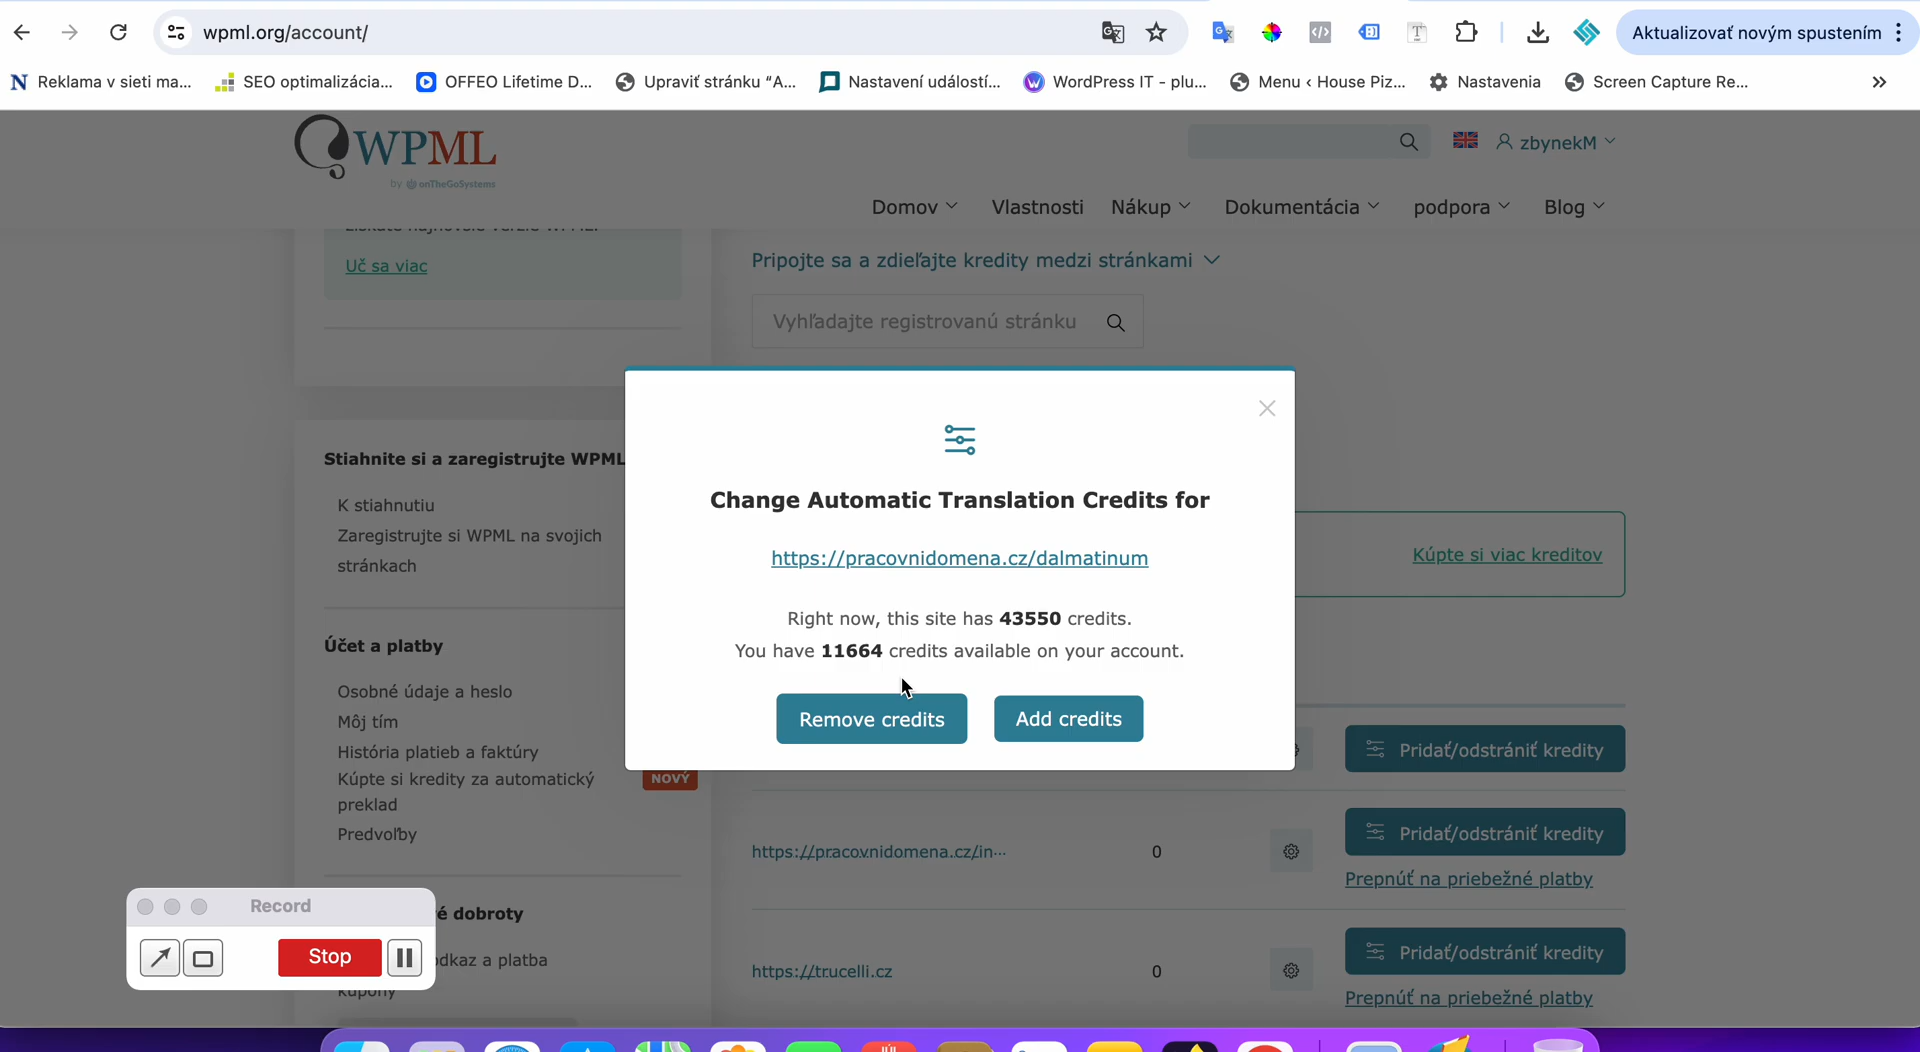 wpml.org/account/
Aktualizovať novým spustením
Reklama v sieti ma...
SEO optimalizácia...
OFFEO Lifetime D...
Upraviť stránku “A...
Nastavení událostí...
WordPress IT - plu...
Menu ‹ House Piz...
Nastavenia
Screen Capture Re...
WPML
by onTheGoSystems
zbynekM
Domov
Vlastnosti
Nákup
Dokumentácia
podpora
Blog
Uč sa viac
Pripojte sa a zdieľajte kredity medzi stránkami
Vyhľadajte registrovanú stránku
Stiahnite si a zaregistrujte WPML
K stiahnutiu
Zaregistrujte si WPML na svojich
stránkach
Účet a platby
Osobné údaje a heslo
Môj tím
História platieb a faktúry
Kúpte si kredity za automatický
preklad
NOVÝ
Predvoľby
é dobroty
dkaz a platba
kupóny
Change Automatic Translation Credits for
https://pracovnidomena.cz/dalmatinum
Right now, this site has 43550 credits.
You have 11664 credits available on your account.
Remove credits
Add credits
Kúpte si viac kreditov
Pridať/odstrániť kredity
https://pracovnidomena.cz/in...
0
Pridať/odstrániť kredity
Prepnúť na priebežné platby
https://trucelli.cz
0
Pridať/odstrániť kredity
Prepnúť na priebežné platby
Record
Stop